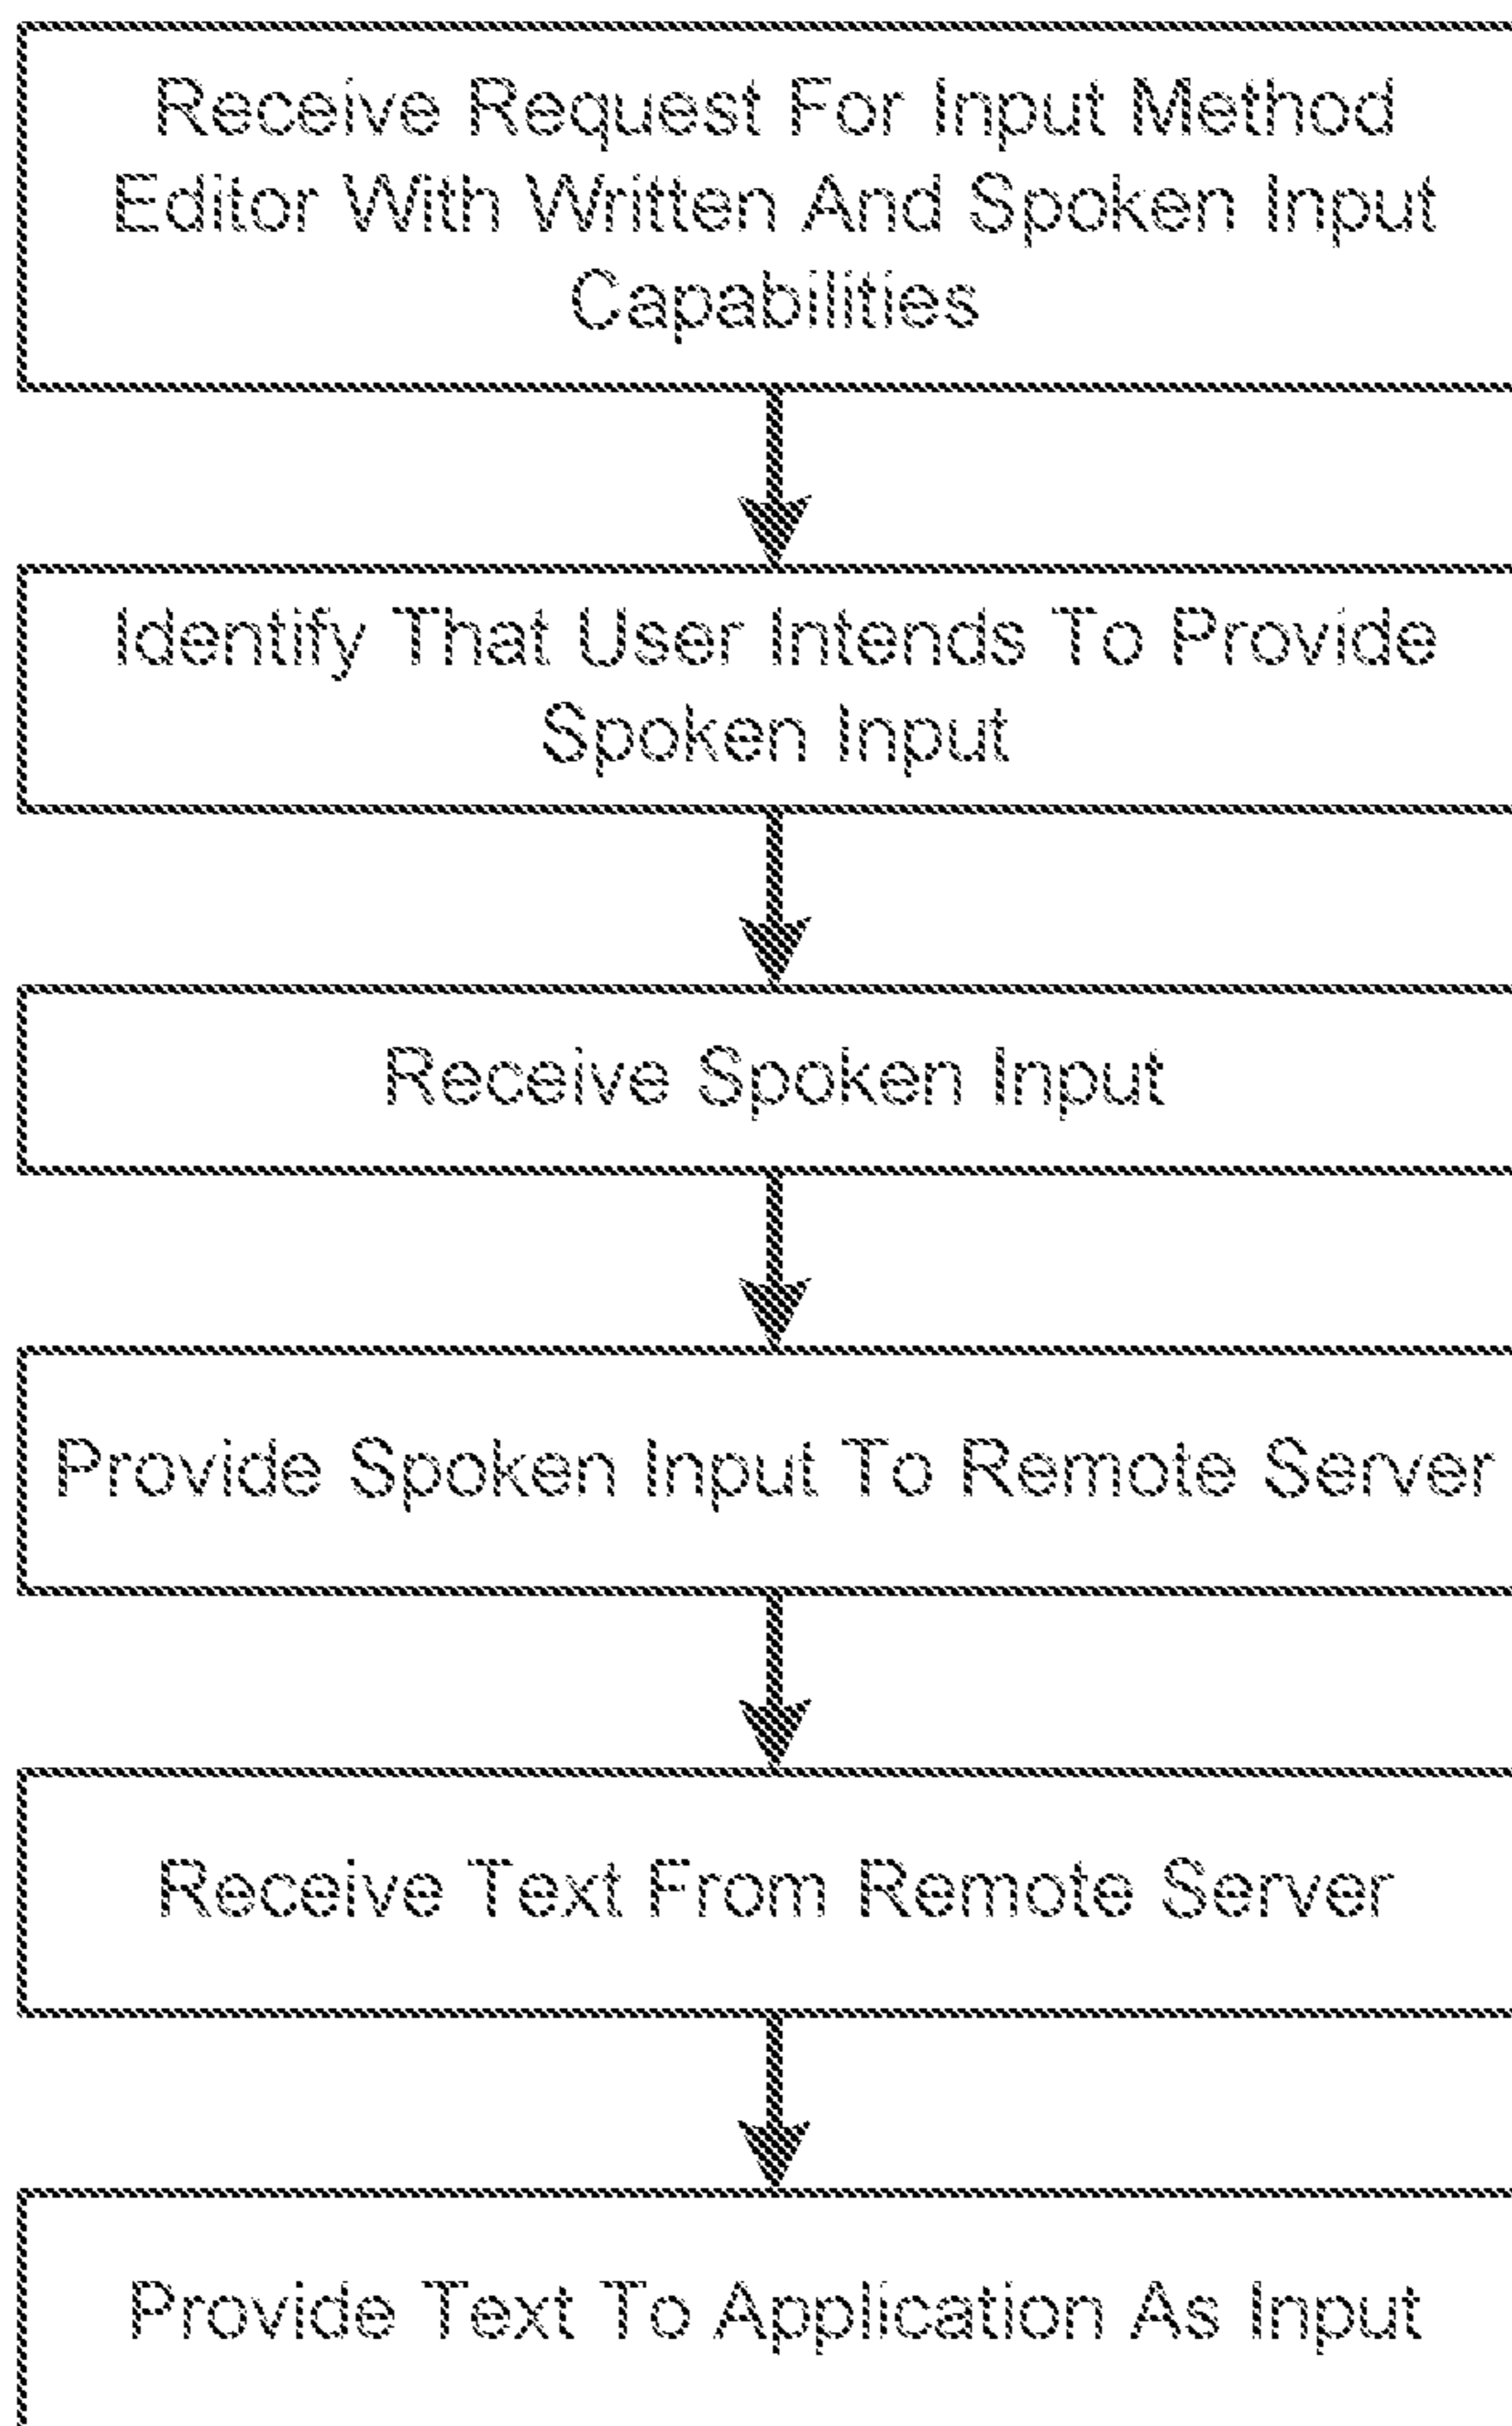 Receive Request For Input Method
Editor With Written And Spoken Input
Capabilities
Identify That User Intends To Provide
Spoken Input
Receive Spoken Input
Provide Spoken Input To Remote Server
Receive Text From Remote Server
Provide Text To Application As Input